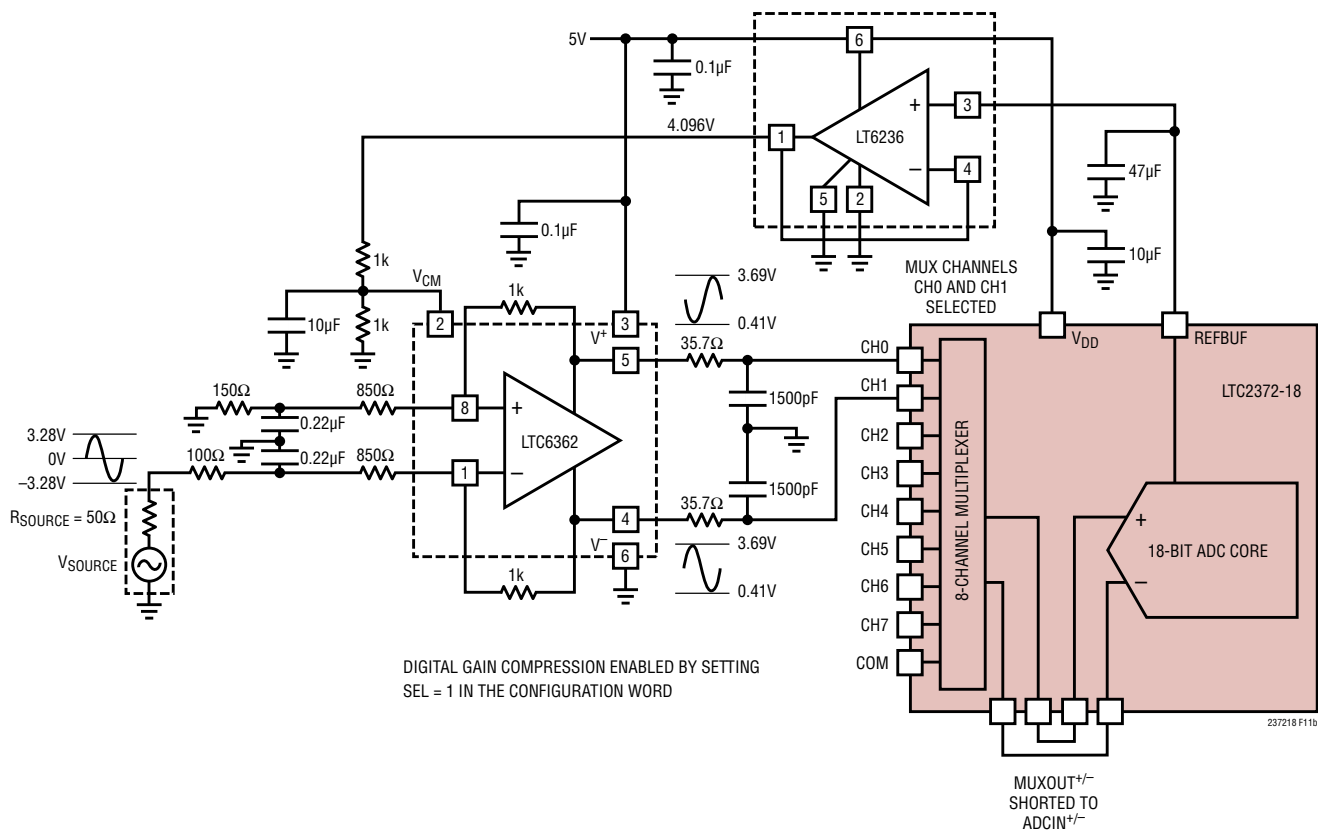 5V
0.1µF
6
LT6236
+
3
–
4
1
5
2
4.096V
47µF
10µF
0.1µF
1k
VCM
10µF
1k
1k
2
V+
3
3.69V
0.41V
MUX CHANNELS
CH0 AND CH1
SELECTED
VDD
REFBUF
LTC2372-18
5
35.7Ω
CH0
CH1
CH2
CH3
CH4
CH5
CH6
CH7
COM
8-CHANNEL MULTIPLEXER
1500pF
1500pF
150Ω
850Ω
0.22µF
0.22µF
8
+
LTC6362
1
–
3.28V
0V
–3.28V
100Ω
850Ω
RSOURCE = 50Ω
VSOURCE
4
V–
6
35.7Ω
3.69V
0.41V
1k
+
18-BIT ADC CORE
–
DIGITAL GAIN COMPRESSION ENABLED BY SETTING
SEL = 1 IN THE CONFIGURATION WORD
237218 F11b
MUXOUT+/–
SHORTED TO
ADCIN+/–